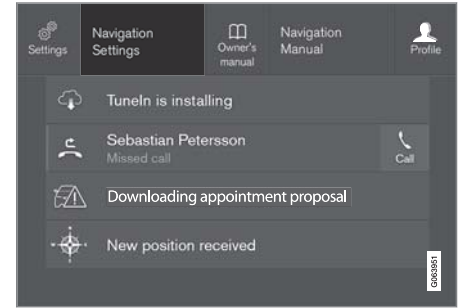 Settings
Navigation
Settings
Owner's
manual
Navigation
Manual
Profile
TuneIn is installing
Sebastian Petersson
Missed call
Call
Downloading appointment proposal
New position received
G063951